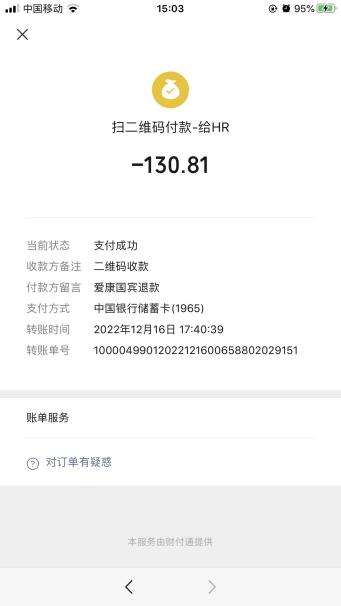 中国移动
15:03
95%
扫二维码付款-给HR
-130.81
当前状态 支付成功
收款方备注 二维码收款
付款方留言 爱康国宾退款
支付方式 中国银行储蓄卡(1965)
转账时间 2022年12月16日 17:40:39
转账单号 10000499012022121600658802029151
账单服务
? 对订单有疑惑
本服务由财付通提供